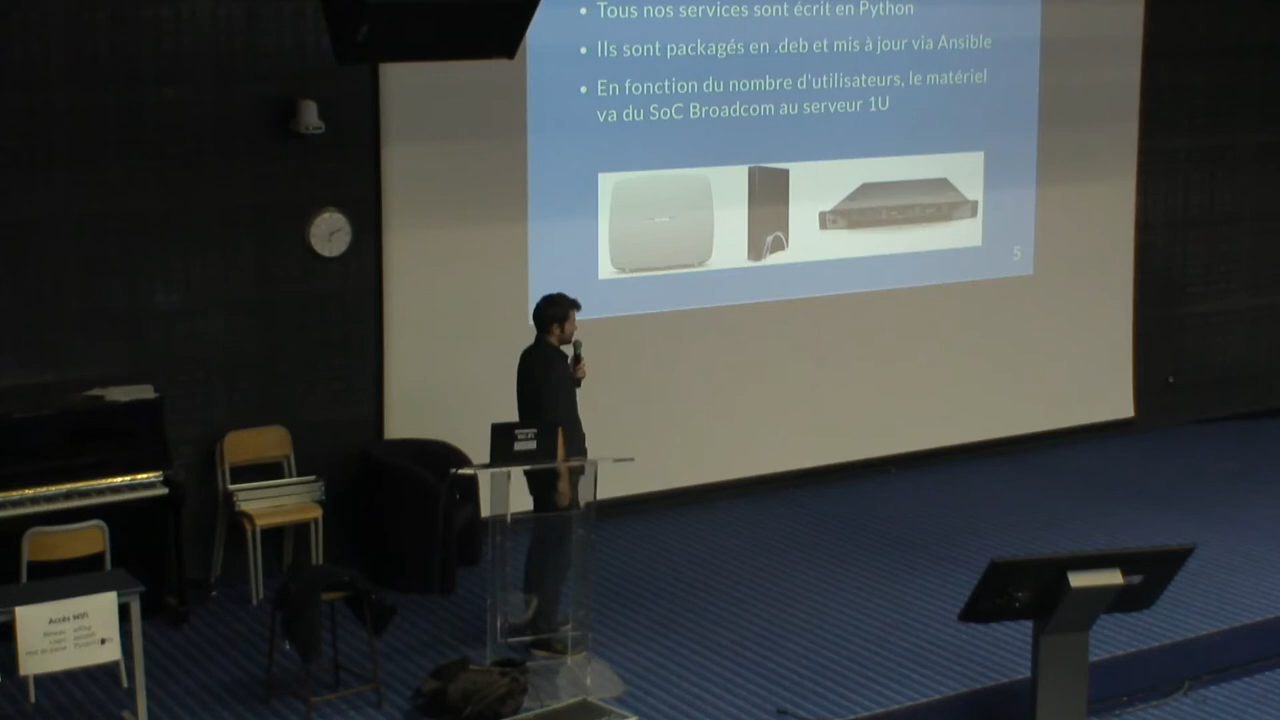 Tous nos services sont écrit en Python
Ils sont packagés en .deb et mis à jour via Ansible
En fonction du nombre d'utilisateurs, le matériel
va du SoC Broadcom au serveur 1U
5
Accès WiFi